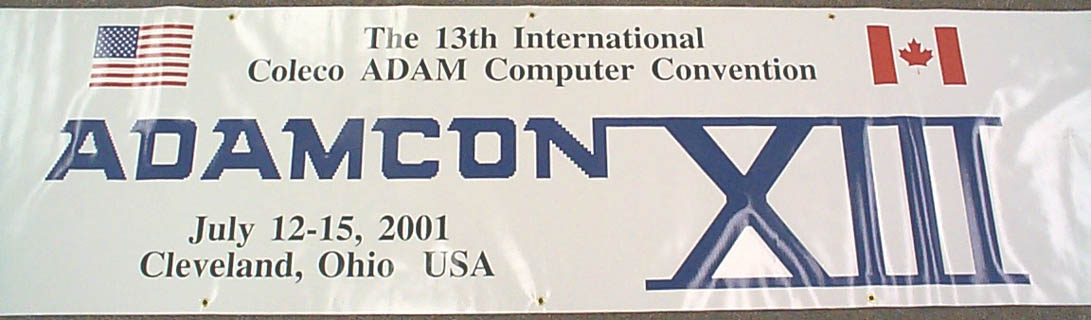 The 13th International
Coleco ADAM Computer Convention
ADAMCON XIII
July 12-15, 2001
Cleveland, Ohio USA